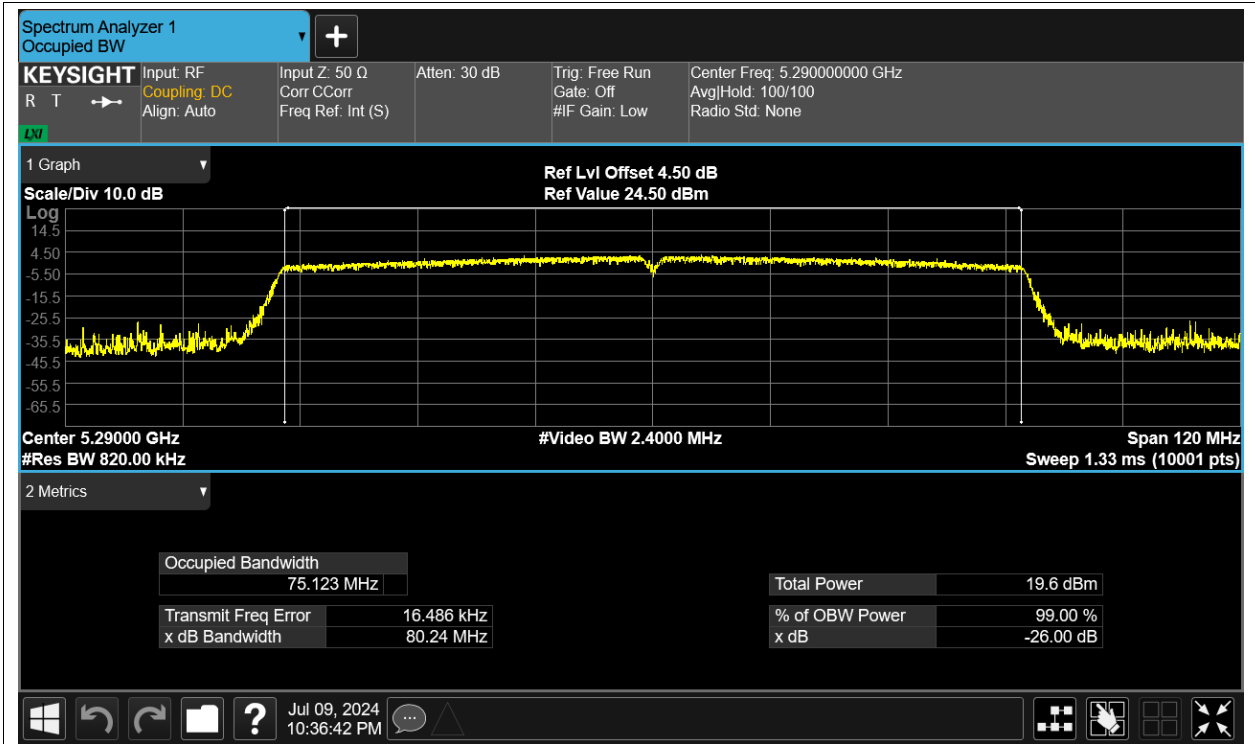 Spectrum Analyzer 1
Occupied BW
KEYSIGHT
R T
LXI
Input: RF
Coupling: DC
Align: Auto
Input Z: 50 Ω
Corr CCorr
Freq Ref: Int (S)
Atten: 30 dB
Trig: Free Run
Gate: Off
#IF Gain: Low
Center Freq: 5.290000000 GHz
Avg|Hold: 100/100
Radio Std: None
1 Graph
Scale/Div 10.0 dB
Ref Lvl Offset 4.50 dB
Ref Value 24.50 dBm
Log
14.5
4.50
-5.50
-15.5
-25.5
-35.5
-45.5
-55.5
-65.5
Center 5.29000 GHz
#Video BW 2.4000 MHz
Span 120 MHz
#Res BW 820.00 kHz
Sweep 1.33 ms (10001 pts)
2 Metrics
Occupied Bandwidth
75.123 MHz
Transmit Freq Error 16.486 kHz
x dB Bandwidth 80.24 MHz
Total Power 19.6 dBm
% of OBW Power 99.00 %
x dB -26.00 dB
?
Jul 09, 2024
10:36:42 PM